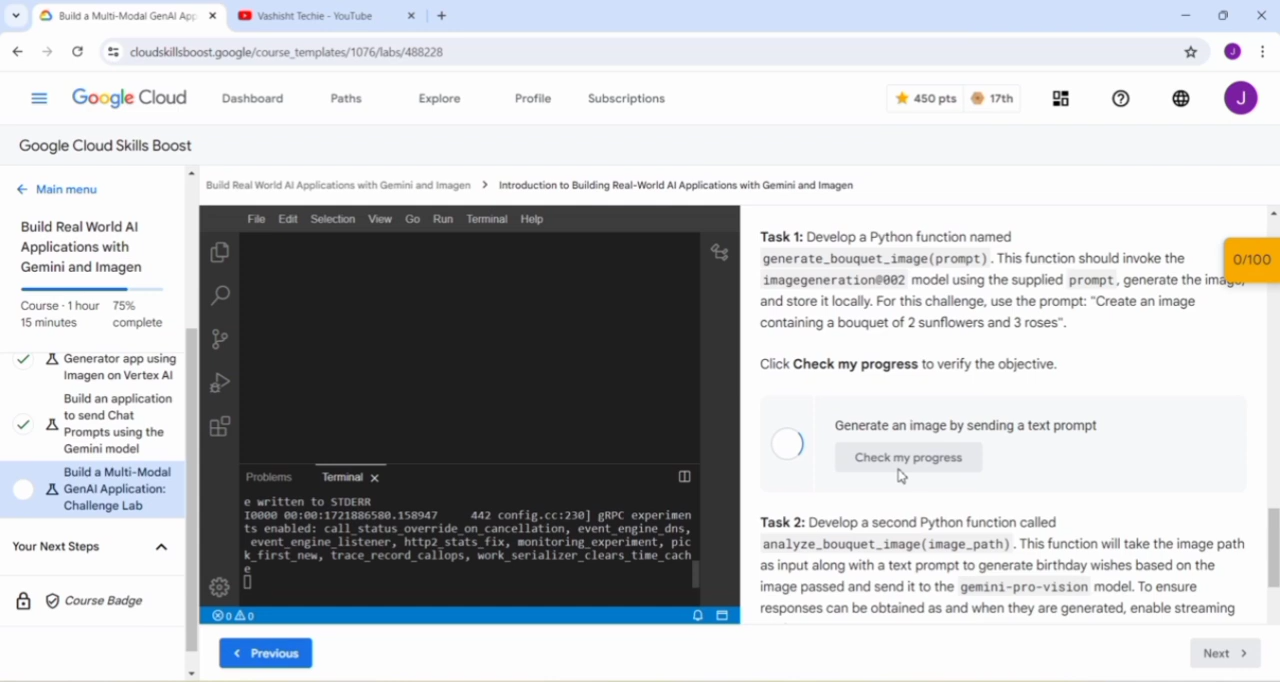 Build a Multi-Modal GenAI App
Vashisht Techie - YouTube
cloudskillsboost.google/course_templates/1076/labs/488228
J
Google Cloud
Dashboard
Paths
Explore
Profile
Subscriptions
450 pts
17th
J
Google Cloud Skills Boost
Main menu
Build Real World AI
Applications with
Gemini and Imagen
Course · 1 hour
15 minutes
75%
complete
Generator app using
Imagen on Vertex AI
Build an application
to send Chat
Prompts using the
Gemini model
Build a Multi-Modal
GenAI Application:
Challenge Lab
Your Next Steps
Course Badge
Build Real World AI Applications with Gemini and Imagen > Introduction to Building Real-World AI Applications with Gemini and Imagen
File Edit Selection View Go Run Terminal Help
Problems Terminal
e written to STDERR
I0000 00:00:1721886580.158947 442 config.cc:230] gRPC experimen
ts enabled: call_status_override_on_cancellation, event_engine_dns,
event_engine_listener, http2_stats_fix, monitoring_experiment, pic
k_first_new, trace_record_callops, work_serializer_clears_time_cach
e
0 0
Task 1: Develop a Python function named
generate_bouquet_image(prompt). This function should invoke the
imagegeneration@002 model using the supplied prompt, generate the image,
and store it locally. For this challenge, use the prompt: "Create an image
containing a bouquet of 2 sunflowers and 3 roses".
0/100
Click Check my progress to verify the objective.
Generate an image by sending a text prompt
Check my progress
Task 2: Develop a second Python function called
analyze_bouquet_image(image_path). This function will take the image path
as input along with a text prompt to generate birthday wishes based on the
image passed and send it to the gemini-pro-vision model. To ensure
responses can be obtained as and when they are generated, enable streaming
Previous
Next